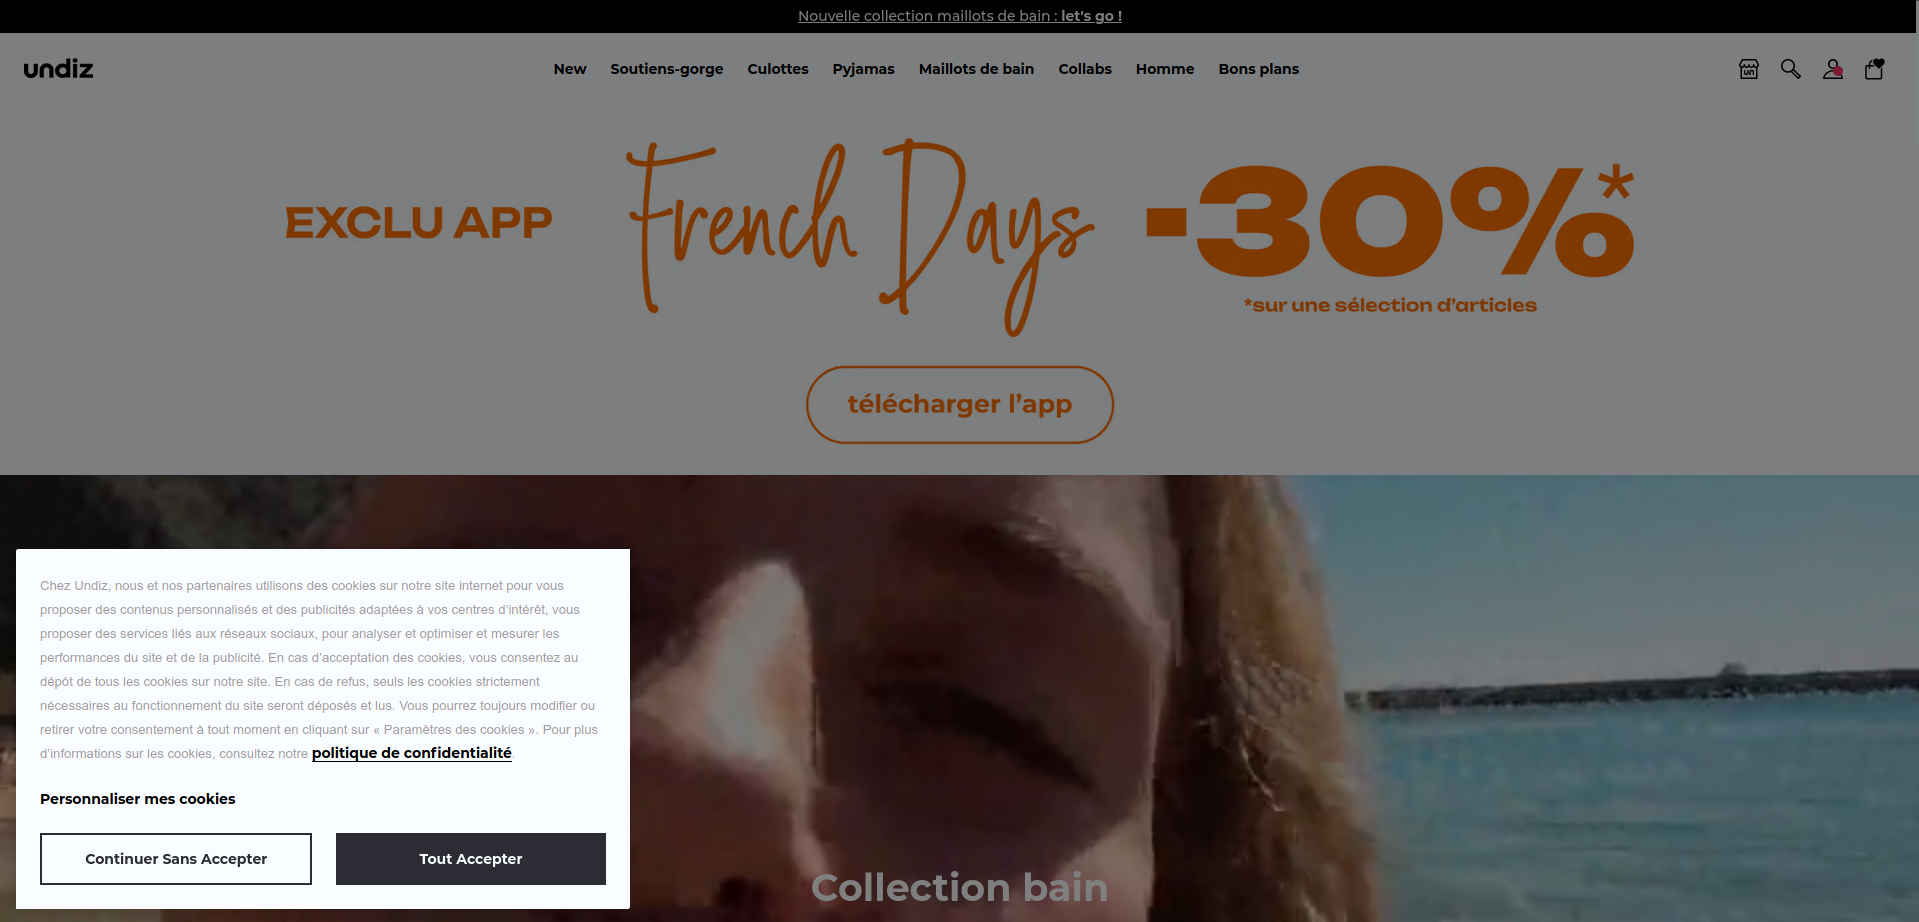 Nouvelle collection maillots de bain : let's go !
undiz
New Soutiens-gorge Culottes Pyjamas Maillots de bain Collabs Homme Bons plans
un
EXCLU APP French Days -30%*
*sur une sélection d'articles
télécharger l'app
Chez Undiz, nous et nos partenaires utilisons des cookies sur notre site internet pour vous
proposer des contenus personnalisés et des publicités adaptées à vos centres d'intérêt, vous
proposer des services liés aux réseaux sociaux, pour analyser et optimiser et mesurer les
performances du site et de la publicité. En cas d'acceptation des cookies, vous consentez au
dépôt de tous les cookies sur notre site. En cas de refus, seuls les cookies strictement
nécessaires au fonctionnement du site seront déposés et lus. Vous pourrez toujours modifier ou
retirer votre consentement à tout moment en cliquant sur « Paramètres des cookies ». Pour plus
d'informations sur les cookies, consultez notre politique de confidentialité.
Personnaliser mes cookies
Continuer Sans Accepter Tout Accepter
Collection bain